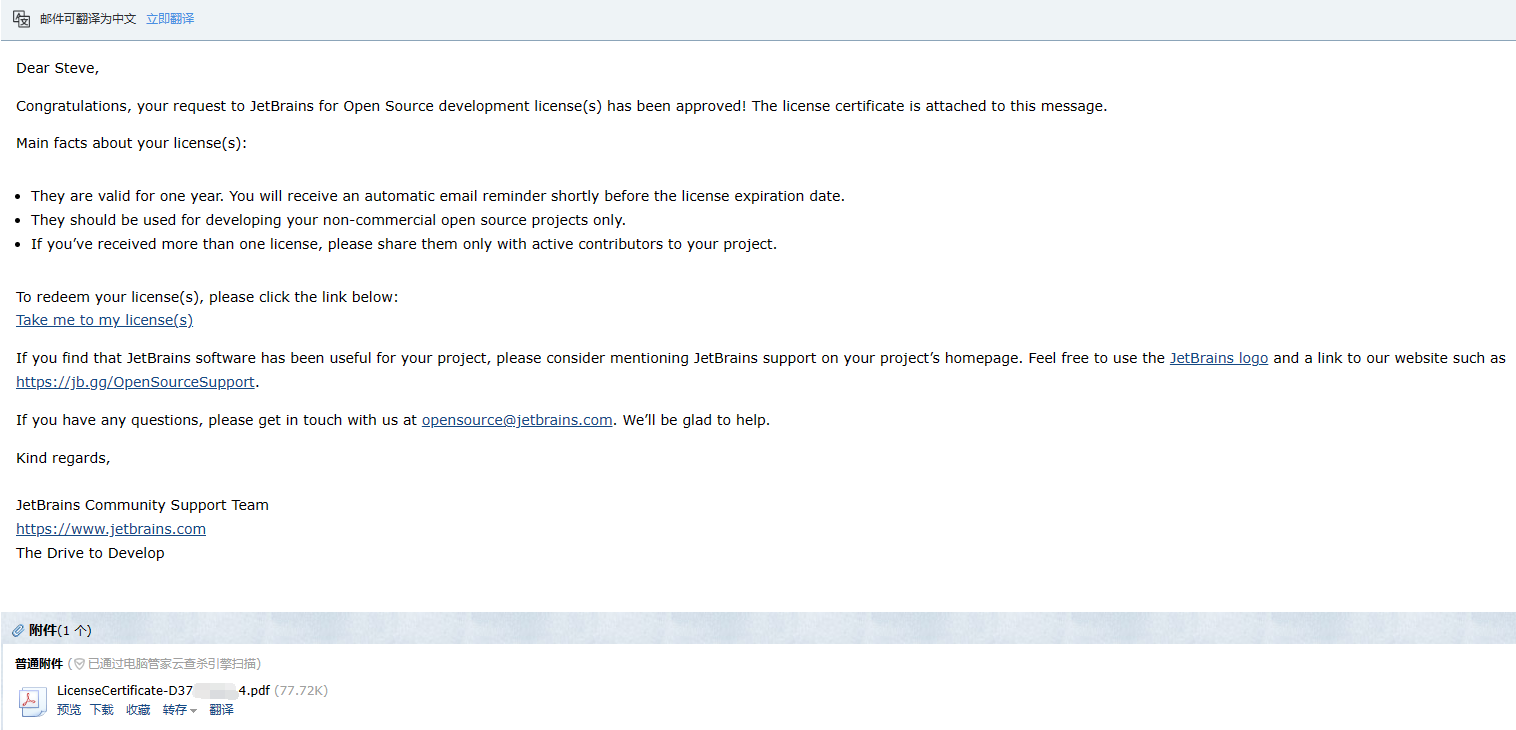 邮件可翻译为中文 立即翻译
Dear Steve,
Congratulations, your request to JetBrains for Open Source development license(s) has been approved! The license certificate is attached to this message.
Main facts about your license(s):
• They are valid for one year. You will receive an automatic email reminder shortly before the license expiration date.
• They should be used for developing your non-commercial open source projects only.
• If you’ve received more than one license, please share them only with active contributors to your project.
To redeem your license(s), please click the link below:
Take me to my license(s)
If you find that JetBrains software has been useful for your project, please consider mentioning JetBrains support on your project’s homepage. Feel free to use the JetBrains logo and a link to our website such as
https://jb.gg/OpenSourceSupport.
If you have any questions, please get in touch with us at opensource@jetbrains.com. We’ll be glad to help.
Kind regards,
JetBrains Community Support Team
https://www.jetbrains.com
The Drive to Develop
附件(1 个)
普通附件 (已通过电脑管家云查杀引擎扫描)
LicenseCertificate-D37 4.pdf (77.72K)
预览 下载 收藏 转存 翻译